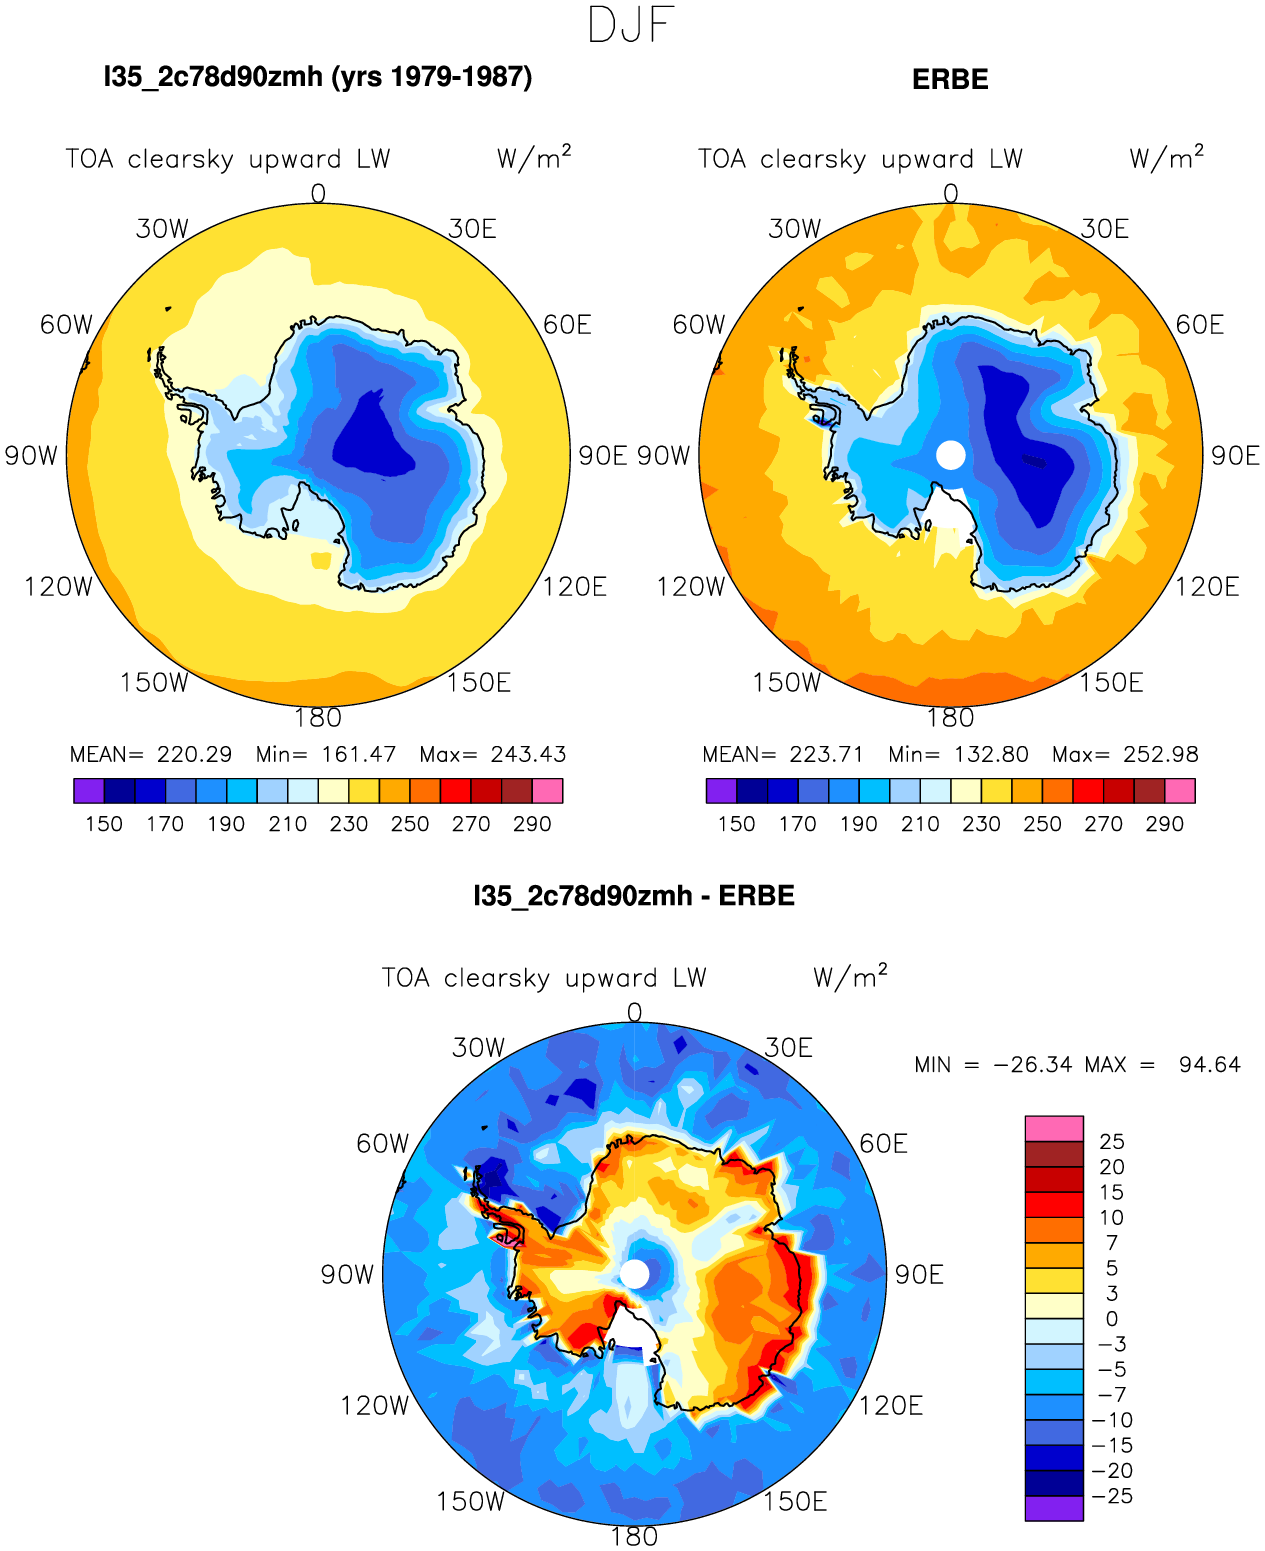 DJF
l35_2c78d90zmh (yrs 1979-1987)
ERBE
TOA clearsky upward LW W/m²
TOA clearsky upward LW W/m²
0
30W 30E
60W 60E
90W 90E
120W 120E
150W 150E
180
0
30W 30E
60W 60E
90W 90E
120W 120E
150W 150E
180
MEAN= 220.29 Min= 161.47 Max= 243.43
150 170 190 210 230 250 270 290
MEAN= 223.71 Min= 132.80 Max= 252.98
150 170 190 210 230 250 270 290
l35_2c78d90zmh - ERBE
TOA clearsky upward LW W/m²
0
30W 30E
60W 60E
90W 90E
120W 120E
150W 150E
180
MIN = -26.34 MAX = 94.64
25
20
15
10
7
5
3
0
-3
-5
-7
-10
-15
-20
-25